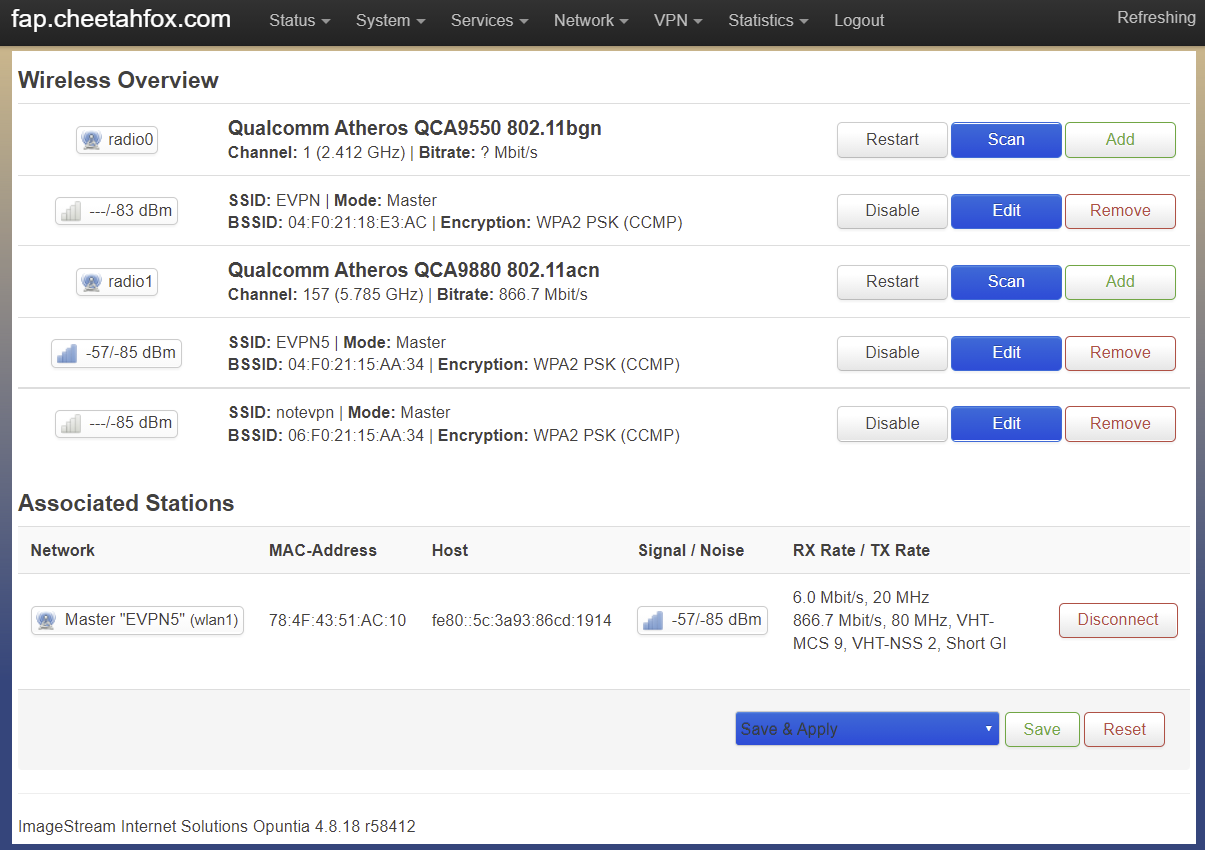 fap.cheetahfox.com Status System Services Network VPN Statistics Logout Refreshing
Wireless Overview
radio0
Qualcomm Atheros QCA9550 802.11bgn
Channel: 1 (2.412 GHz) | Bitrate: ? Mbit/s
Restart Scan Add
---/-83 dBm
SSID: EVPN | Mode: Master
BSSID: 04:F0:21:18:E3:AC | Encryption: WPA2 PSK (CCMP)
Disable Edit Remove
radio1
Qualcomm Atheros QCA9880 802.11acn
Channel: 157 (5.785 GHz) | Bitrate: 866.7 Mbit/s
Restart Scan Add
-57/-85 dBm
SSID: EVPN5 | Mode: Master
BSSID: 04:F0:21:15:AA:34 | Encryption: WPA2 PSK (CCMP)
Disable Edit Remove
---/-85 dBm
SSID: notevpn | Mode: Master
BSSID: 06:F0:21:15:AA:34 | Encryption: WPA2 PSK (CCMP)
Disable Edit Remove
Associated Stations
Network MAC-Address Host Signal / Noise RX Rate / TX Rate
Master "EVPN5" (wlan1) 78:4F:43:51:AC:10 fe80::5c:3a93:86cd:1914 -57/-85 dBm
6.0 Mbit/s, 20 MHz
866.7 Mbit/s, 80 MHz, VHT-
MCS 9, VHT-NSS 2, Short GI
Disconnect
Save & Apply Save Reset
ImageStream Internet Solutions Opuntia 4.8.18 r58412